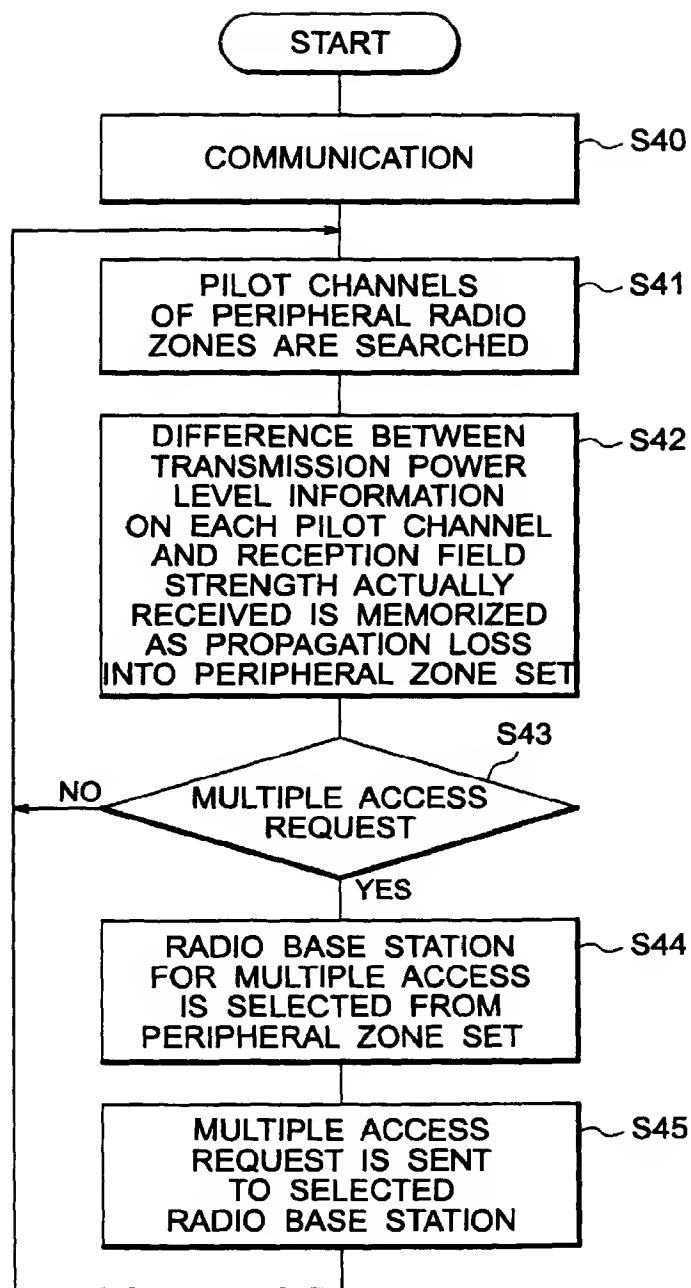 START
COMMUNICATION
S40
PILOT CHANNELS
OF PERIPHERAL RADIO
ZONES ARE SEARCHED
S41
DIFFERENCE BETWEEN
TRANSMISSION POWER
LEVEL INFORMATION
ON EACH PILOT CHANNEL
AND RECEPTION FIELD
STRENGTH ACTUALLY
RECEIVED IS MEMORIZED
AS PROPAGATION LOSS
INTO PERIPHERAL ZONE SET
S42
S43
MULTIPLE ACCESS
REQUEST
NO
YES
RADIO BASE STATION
FOR MULTIPLE ACCESS
IS SELECTED FROM
PERIPHERAL ZONE SET
S44
MULTIPLE ACCESS
REQUEST IS SENT
TO SELECTED
RADIO BASE STATION
S45